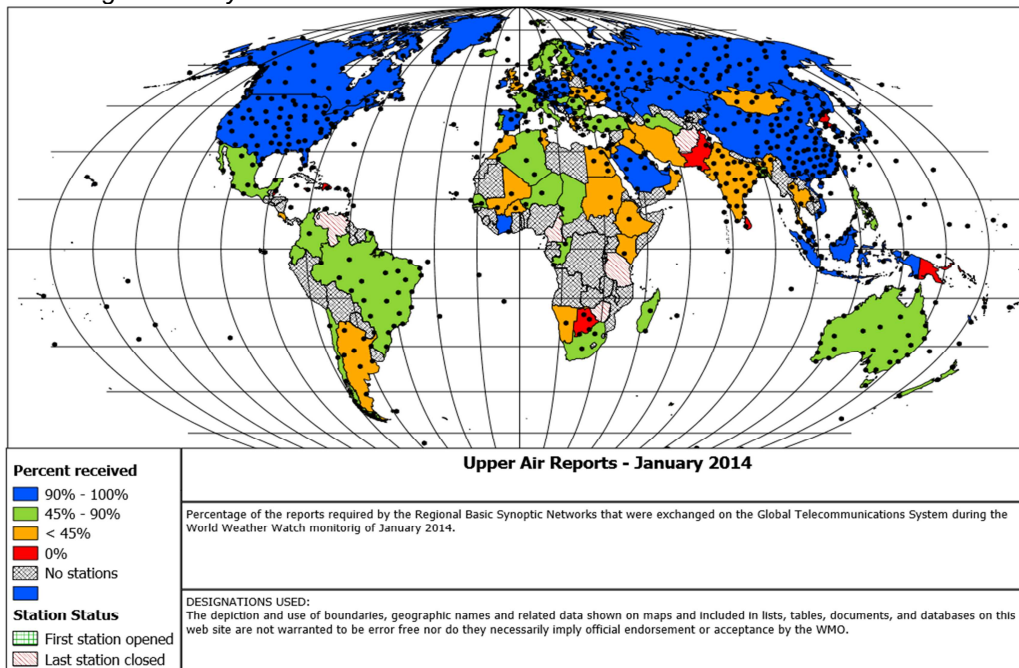 Upper Air Reports - January 2014
Percent received
90% - 100%
45% - 90%
< 45%
0%
No stations
Station Status
First station opened
Last station closed
Percentage of the reports required by the Regional Basic Synoptic Networks that were exchanged on the Global Telecommunications System during the
World Weather Watch monitorig of January 2014.
DESIGNATIONS USED:
The depiction and use of boundaries, geographic names and related data shown on maps and included in lists, tables, documents, and databases on this
web site are not warranted to be error free nor do they necessarily imply official endorsement or acceptance by the WMO.